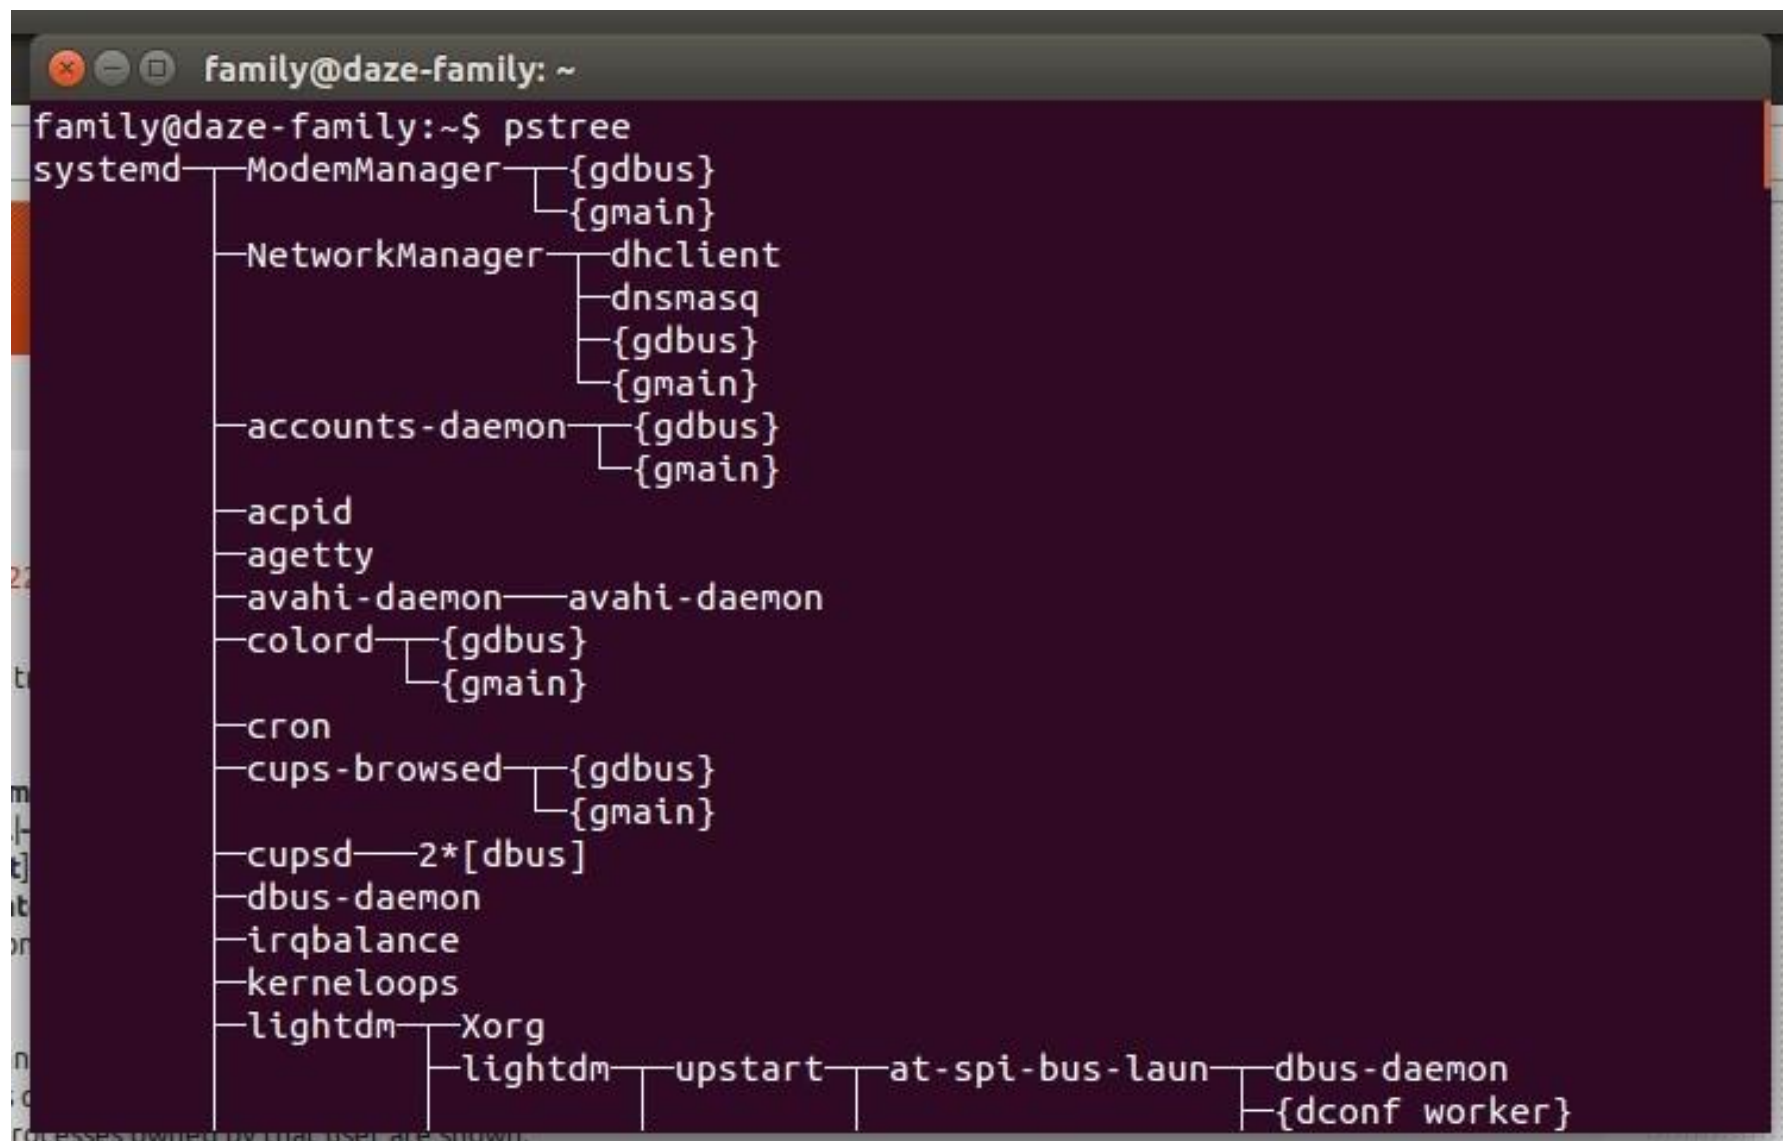 family@daze-family: ~
family@daze-family:~$ pstree
systemd─┬─ModemManager─┬─{gdbus}
        │              └─{gmain}
        ├─NetworkManager─┬─dhclient
        │                ├─dnsmasq
        │                ├─{gdbus}
        │                └─{gmain}
        ├─accounts-daemon─┬─{gdbus}
        │                 └─{gmain}
        ├─acpid
        ├─agetty
        ├─avahi-daemon───avahi-daemon
        ├─colord─┬─{gdbus}
        │        └─{gmain}
        ├─cron
        ├─cups-browsed─┬─{gdbus}
        │              └─{gmain}
        ├─cupsd───2*[dbus]
        ├─dbus-daemon
        ├─irqbalance
        ├─kerneloops
        ├─lightdm─┬─Xorg
        │         ├─lightdm─┬─upstart─┬─at-spi-bus-laun─┬─dbus-daemon
        │         │         │         │                 ├─{dconf worker}